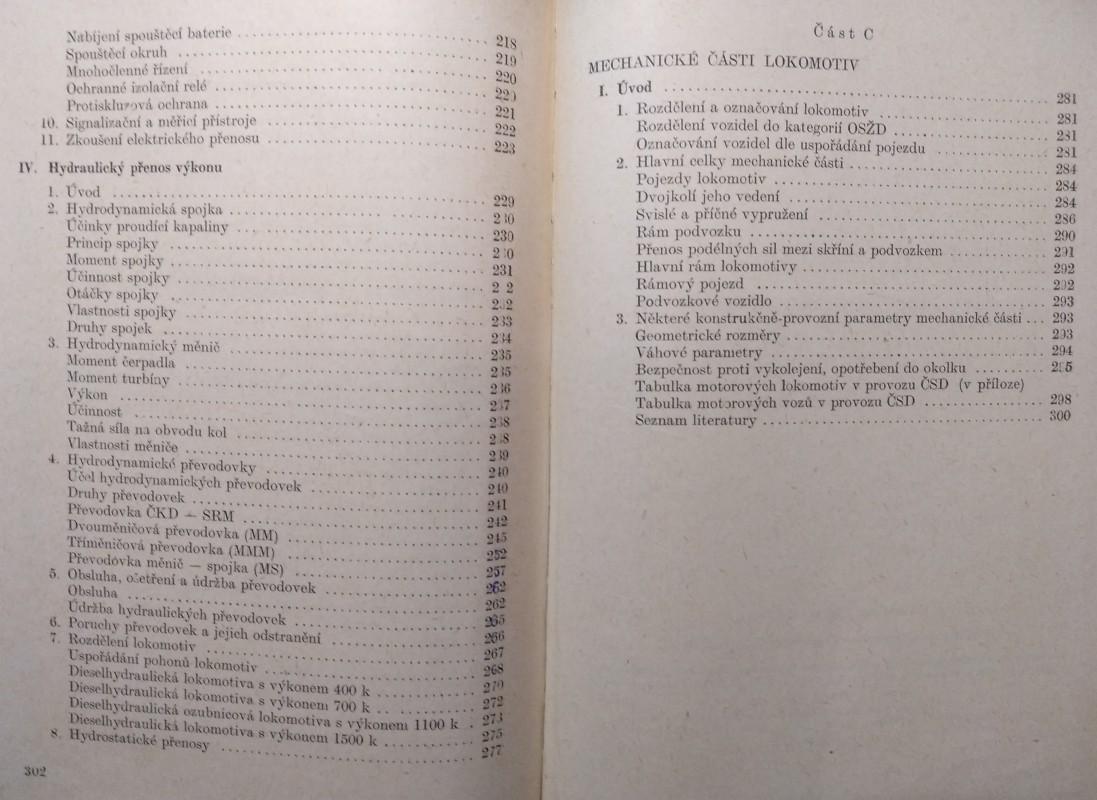 Nabíjení spouštěcí baterie ........ 218
Spouštěcí okruh ........ 219
Mnohočlenné řízení ........ 220
Ochranné izolační relé ........ 220
Protiskluzová ochrana ........ 221
10. Signalizační a měřicí přístroje ........ 222
11. Zkoušení elektrického přenosu ........ 223
IV. Hydraulický přenos výkonu
1. Úvod ........ 229
2. Hydrodynamická spojka ........ 230
Účinky proudící kapaliny ........ 230
Princip spojky ........ 230
Moment spojky ........ 231
Účinnost spojky ........ 232
Otáčky spojky ........ 232
Vlastnosti spojky ........ 233
Druhy spojek ........ 234
3. Hydrodynamický měnič ........ 235
Moment čerpadla ........ 235
Moment turbíny ........ 236
Výkon ........ 237
Účinnost ........ 238
Tažná síla na obvodu kol ........ 238
Vlastnosti měniče ........ 239
4. Hydrodynamické převodovky ........ 240
Účel hydrodynamických převodovek ........ 240
Druhy převodovek ........ 241
Převodovka ČKD — SRM ........ 242
Dvouměničová převodovka (MM) ........ 245
Tříměničová převodovka (MMM) ........ 252
Převodovka měnič — spojka (MS) ........ 257
5. Obsluha, ošetření a údržba převodovek ........ 262
Obsluha ........ 262
Údržba hydraulických převodovek ........ 265
6. Poruchy převodovek a jejich odstranění ........ 266
7. Rozdělení lokomotiv ........ 267
Uspořádání pohonů lokomotiv ........ 268
Dieselhydraulická lokomotiva s výkonem 400 k ........ 270
Dieselhydraulická lokomotiva s výkonem 700 k .. ........ 272
Dieselhydraulická ozubnicová lokomotiva s výkonem 1100 k . 273
Dieselhydraulická lokomotiva s výkonem 1500 k ........ 275
8. Hydrostatické přenosy ........ 277
302
Část C
MECHANICKÉ ČÁSTI LOKOMOTIV
I. Úvod ........ 281
1. Rozdělení a označování lokomotiv ........ 281
Rozdělení vozidel do kategorií OSŽD ........ 281
Označování vozidel dle uspořádání pojezdu ........ 281
2. Hlavní celky mechanické části ........ 284
Pojezdy lokomotiv ........ 284
Dvojkolí jeho vedení ........ 284
Svislé a příčné vypružení ........ 286
Rám podvozku ........ 290
Přenos podélných sil mezi skříní a podvozkem ........ 291
Hlavní rám lokomotivy ........ 292
Rámový pojezd ........ 292
Podvozkové vozidlo ........ 293
3. Některé konstrukčně-provozní parametry mechanické části ... 293
Geometrické rozměry ........ 293
Váhové parametry ........ 294
Bezpečnost proti vykolejení, opotřebení do okolku ........ 295
Tabulka motorových lokomotiv v provozu ČSD (v příloze)
Tabulka motorových vozů v provozu ČSD ........ 298
Seznam literatury ........ 300